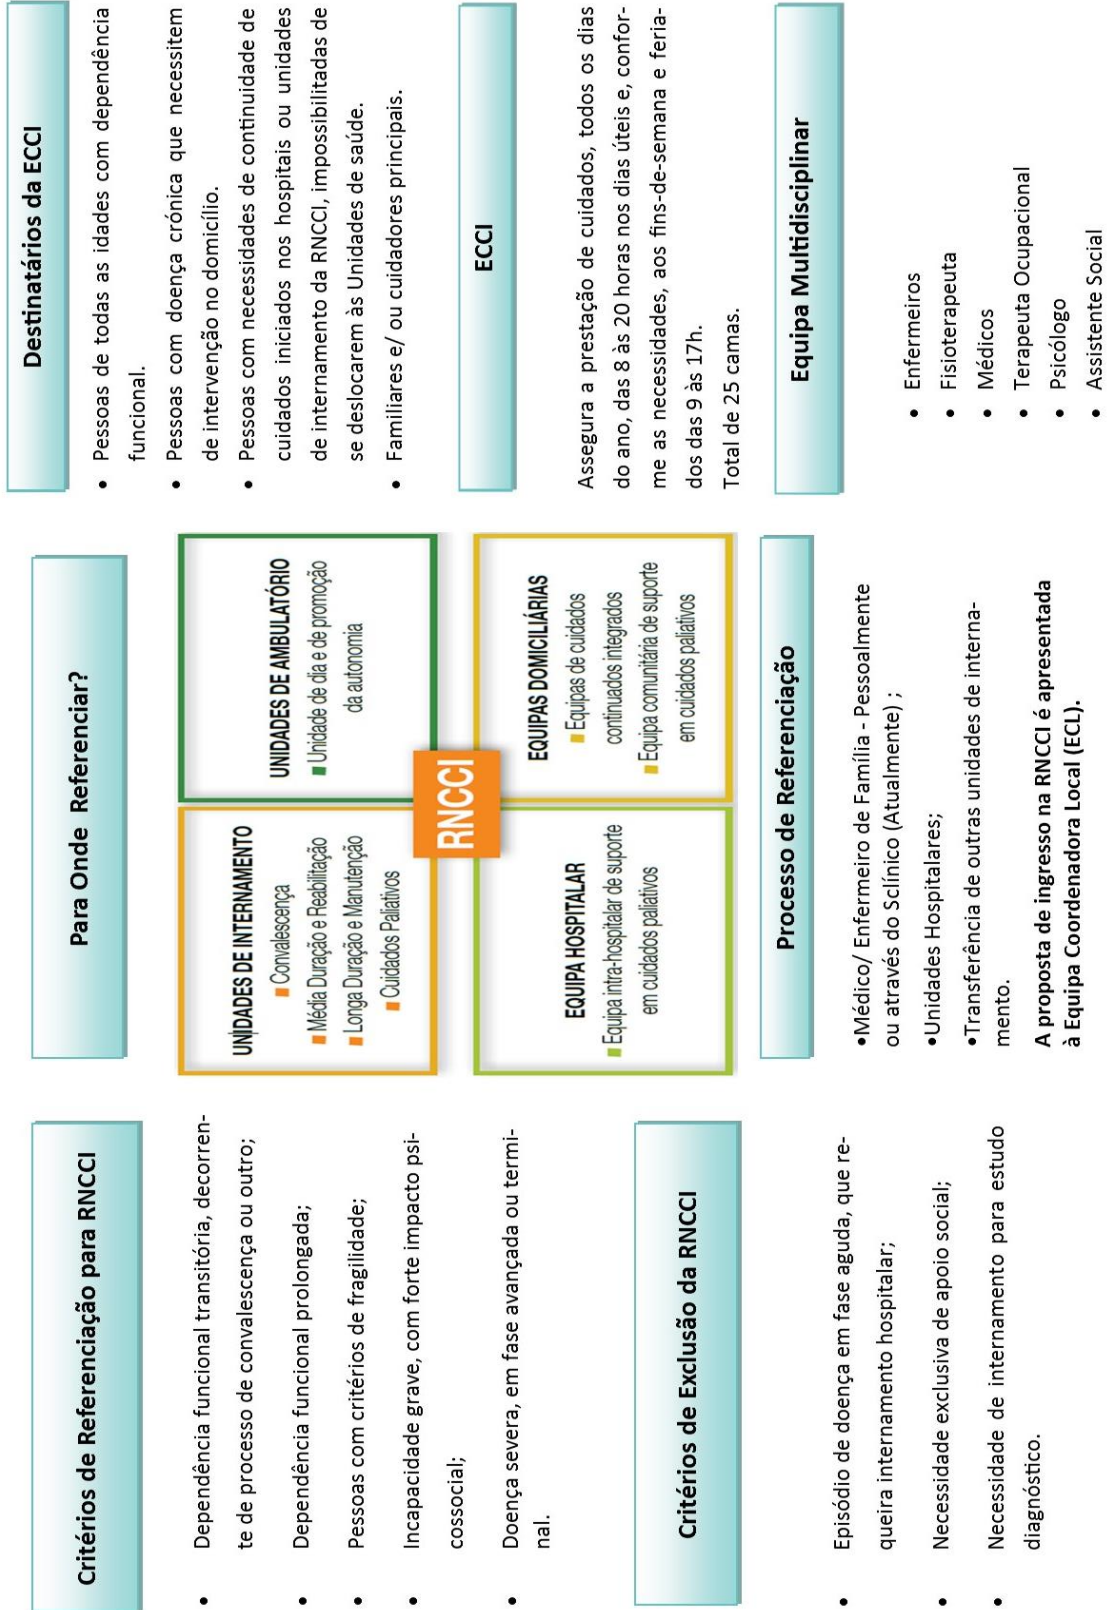 Critérios de Referenciação para RNCCI
• Dependência funcional transitória, decorren-
te de processo de convalescença ou outro;
• Dependência funcional prolongada;
• Pessoas com critérios de fragilidade;
• Incapacidade grave, com forte impacto psi-
cossocial;
• Doença severa, em fase avançada ou termi-
nal.
Critérios de Exclusão da RNCCI
• Episódio de doença em fase aguda, que re-
queira internamento hospitalar;
• Necessidade exclusiva de apoio social;
• Necessidade de internamento para estudo
diagnóstico.
Para Onde Referenciar?
UNIDADES DE INTERNAMENTO
■ Convalescença
■ Média Duração e Reabilitação
■ Longa Duração e Manutenção
■ Cuidados Paliativos
UNIDADES DE AMBULATÓRIO
■ Unidade de dia e de promoção
da autonomia
RNCCI
EQUIPA HOSPITALAR
■ Equipa intra-hospitalar de suporte
em cuidados paliativos
EQUIPAS DOMICILIÁRIAS
■ Equipas de cuidados
continuados integrados
■ Equipa comunitária de suporte
em cuidados paliativos
Processo de Referenciação
•Médico/ Enfermeiro de Família - Pessoalmente
ou através do Sclínico (Atualmente) ;
•Unidades Hospitalares;
•Transferência de outras unidades de interna-
mento.
A proposta de ingresso na RNCCI é apresentada
à Equipa Coordenadora Local (ECL).
Destinatários da ECCI
• Pessoas de todas as idades com dependência
funcional.
• Pessoas com doença crónica que necessitem
de intervenção no domicílio.
• Pessoas com necessidades de continuidade de
cuidados iniciados nos hospitais ou unidades
de internamento da RNCCI, impossibilitadas de
se deslocarem às Unidades de saúde.
• Familiares e/ ou cuidadores principais.
ECCI
Assegura a prestação de cuidados, todos os dias
do ano, das 8 às 20 horas nos dias úteis e, confor-
me as necessidades, aos fins-de-semana e feria-
dos das 9 às 17h.
Total de 25 camas.
Equipa Multidisciplinar
• Enfermeiros
• Fisioterapeuta
• Médicos
• Terapeuta Ocupacional
• Psicólogo
• Assistente Social